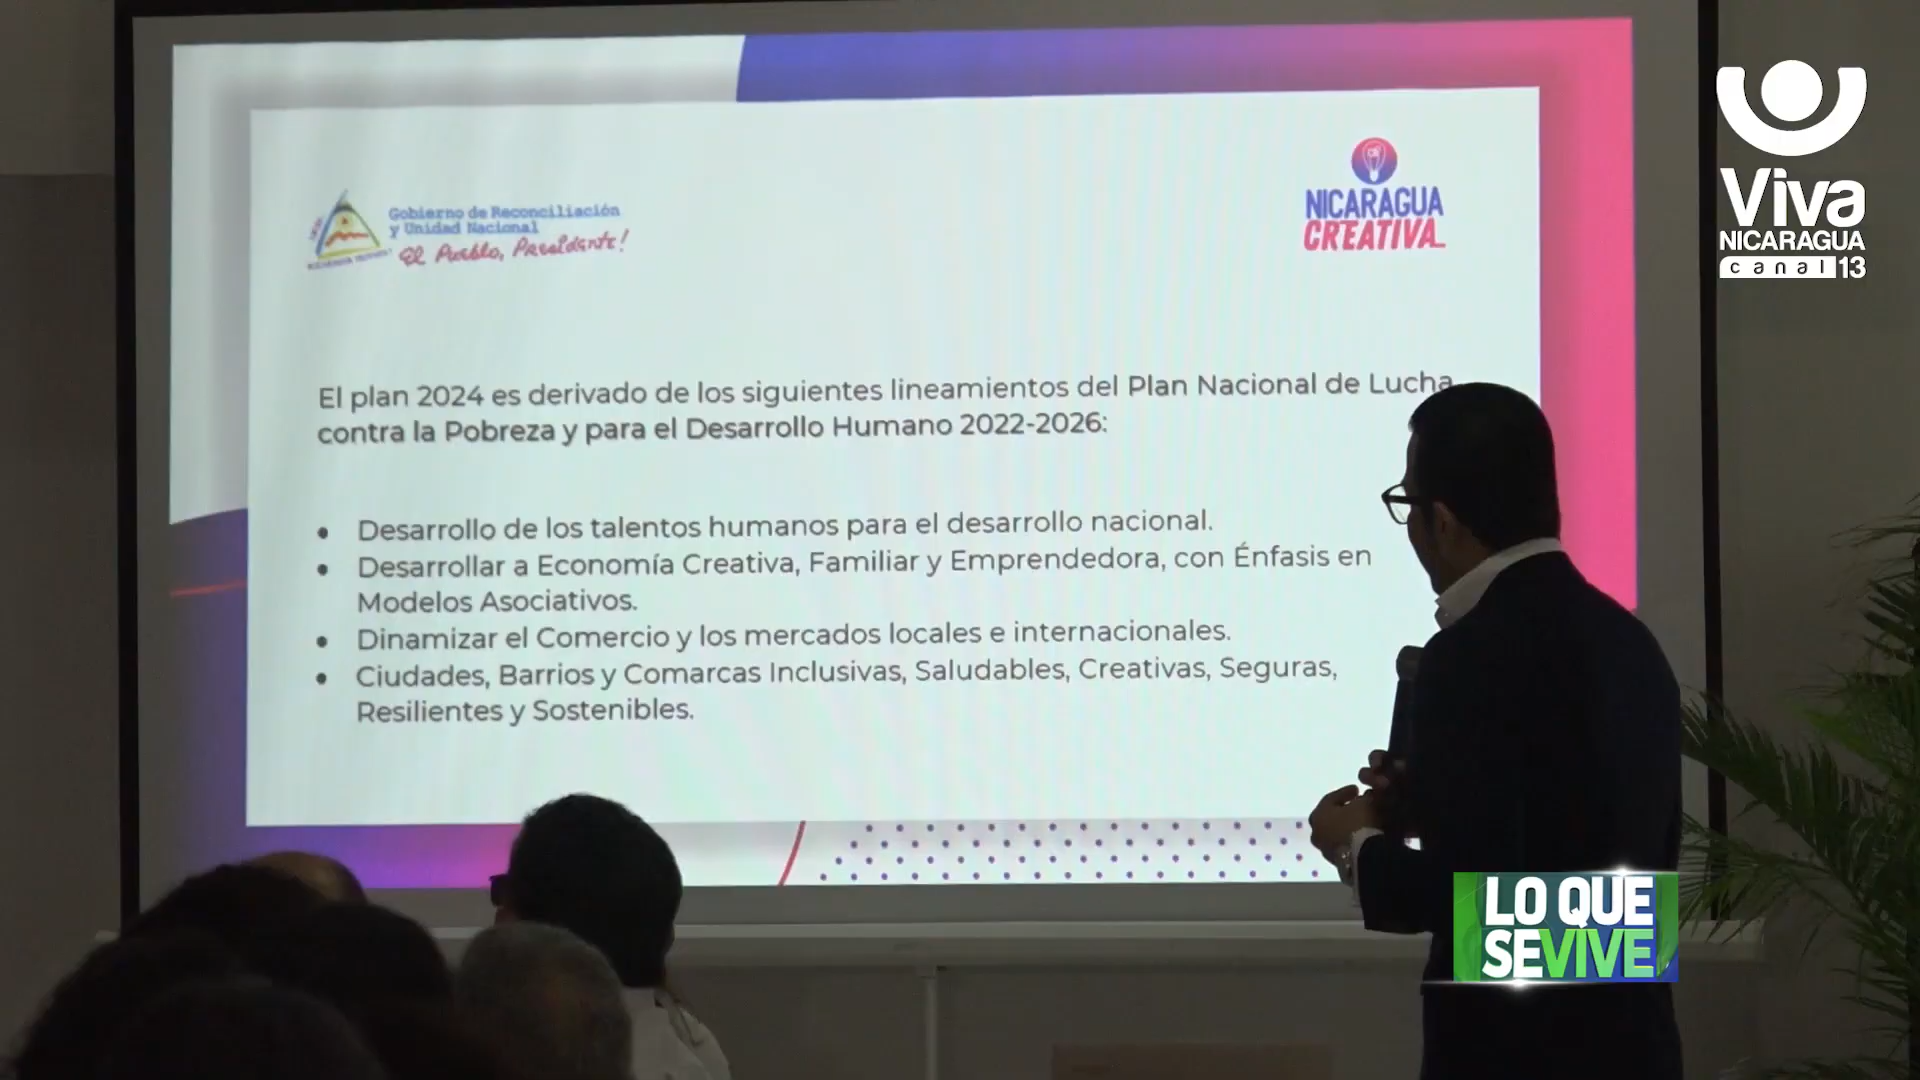 Gobierno de Reconciliación
y Unidad Nacional
El Pueblo, Presidente!
NICARAGUA
CREATIVA
Viva
NICARAGUA
canal 13
El plan 2024 es derivado de los siguientes lineamientos del Plan Nacional de Lucha
contra la Pobreza y para el Desarrollo Humano 2022-2026:
• Desarrollo de los talentos humanos para el desarrollo nacional.
• Desarrollar a Economía Creativa, Familiar y Emprendedora, con Énfasis en
Modelos Asociativos.
• Dinamizar el Comercio y los mercados locales e internacionales.
• Ciudades, Barrios y Comarcas Inclusivas, Saludables, Creativas, Seguras,
Resilientes y Sostenibles.
LO QUE
SEVIVE